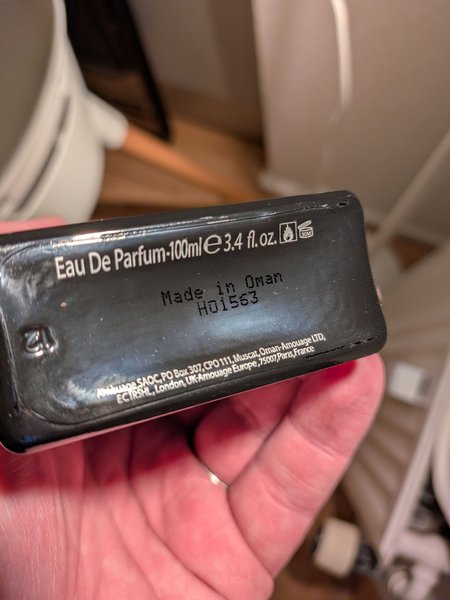 Eau De Parfum-100ml℮3.4 fl.oz.
Made in Oman
H01563
Amouage SAOC, PO Box 307, CPO 111, Muscat, Oman-Amouage LTD,
EC1R5HL, London, UK-Amouage Europe, 75007, Paris, France
12